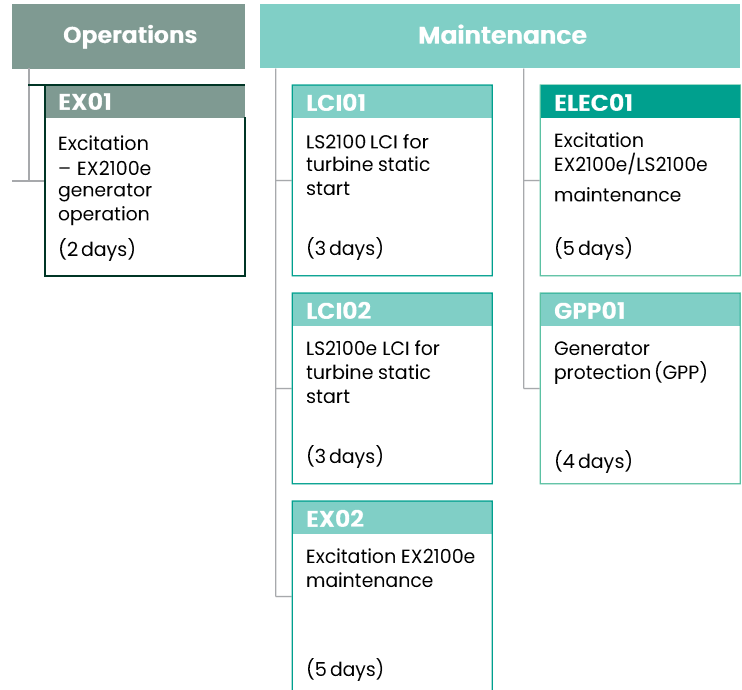 Operations
EX01
Excitation
– EX2100e
generator
operation
(2 days)
Maintenance
LCI01
LS2100 LCI for
turbine static
start
(3 days)
LCI02
LS2100e LCI for
turbine static
start
(3 days)
EX02
Excitation EX2100e
maintenance
(5 days)
ELEC01
Excitation
EX2100e/LS2100e
maintenance
(5 days)
GPP01
Generator
protection (GPP)
(4 days)